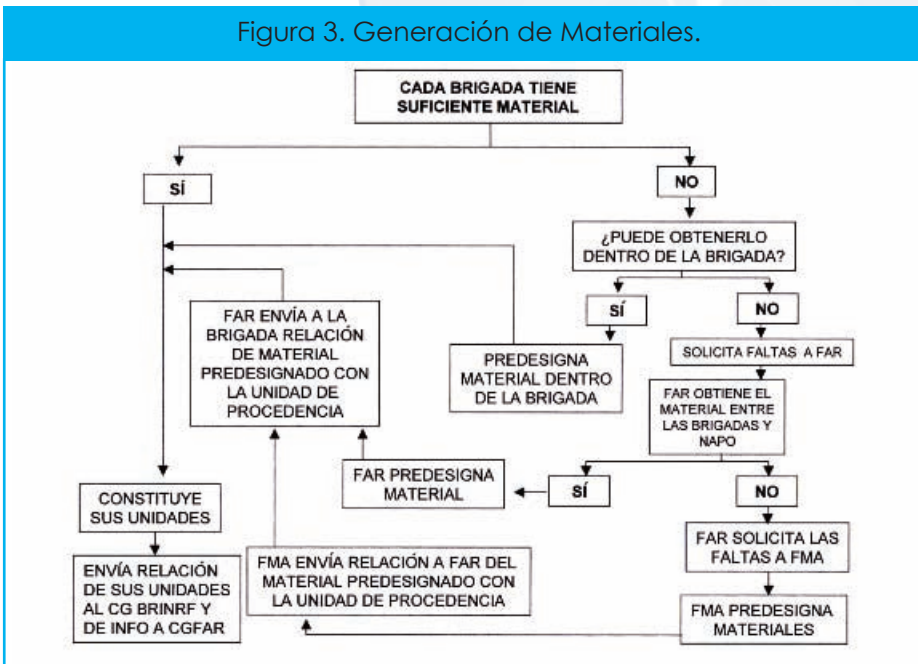 Figura 3. Generación de Materiales.
CADA BRIGADA TIENE
SUFICIENTE MATERIAL
SÍ
NO
¿PUEDE OBTENERLO
DENTRO DE LA BRIGADA?
SÍ
NO
FAR ENVÍA A LA
BRIGADA RELACIÓN
DE MATERIAL
PREDESIGNADO CON
LA UNIDAD DE
PROCEDENCIA
PREDESIGNA
MATERIAL DENTRO
DE LA BRIGADA
SOLICITA FALTAS A FAR
FAR OBTIENE EL
MATERIAL ENTRE
LAS BRIGADAS Y
NAPO
FAR PREDESIGNA
MATERIAL
SÍ
NO
CONSTITUYE
SUS UNIDADES
FAR SOLICITA LAS
FALTAS A FMA
ENVÍA RELACIÓN
DE SUS UNIDADES
AL CG BRINRF Y
DE INFO A CGFAR
FMA ENVÍA RELACIÓN A FAR DEL
MATERIAL PREDESIGNADO CON
LA UNIDAD DE PROCEDENCIA
FMA PREDESIGNA
MATERIALES